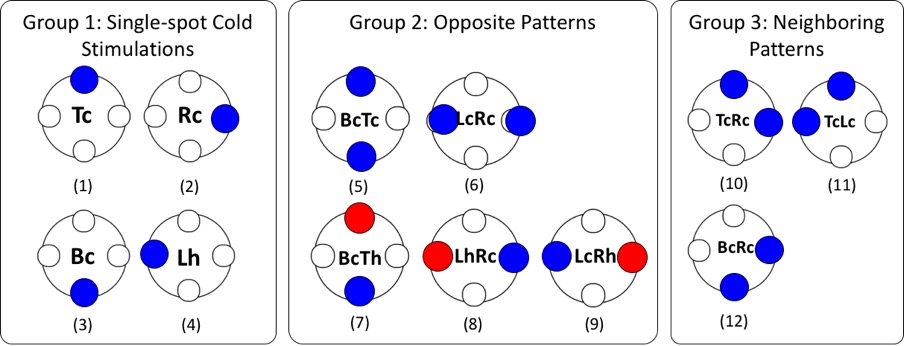 Group 1: Single-spot Cold
Stimulations
Tc
Rc
(1)
(2)
Bc
Lh
(3)
(4)
Group 2: Opposite Patterns
BcTc
LcRc
(5)
(6)
BcTh
LhRc
LcRh
(7)
(8)
(9)
Group 3: Neighboring
Patterns
TcRc
TcLc
(10)
(11)
BcRc
(12)